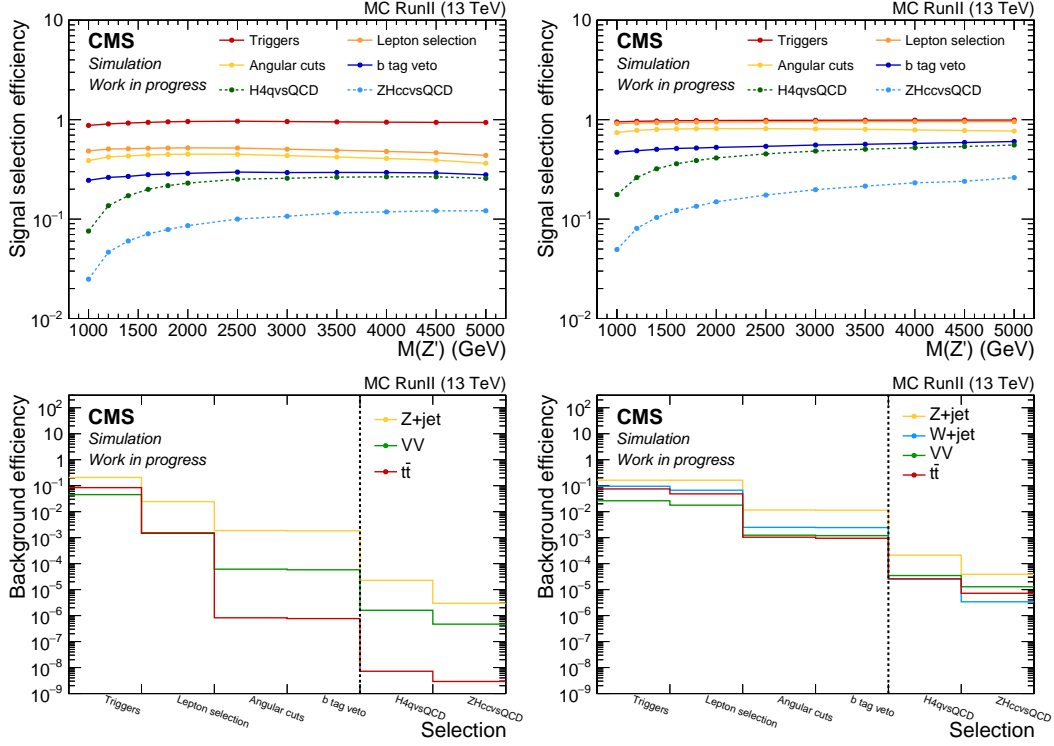 MC RunII (13 TeV)
CMS
Simulation
Work in progress
Triggers
Lepton selection
Angular cuts
b tag veto
H4qvsQCD
ZHccvsQCD
Signal selection efficiency
10
1
10⁻¹
10⁻²
1000 1500 2000 2500 3000 3500 4000 4500 5000
M(Z') (GeV)
MC RunII (13 TeV)
CMS
Simulation
Work in progress
Triggers
Lepton selection
Angular cuts
b tag veto
H4qvsQCD
ZHccvsQCD
Signal selection efficiency
10
1
10⁻¹
10⁻²
1000 1500 2000 2500 3000 3500 4000 4500 5000
M(Z') (GeV)
MC RunII (13 TeV)
CMS
Simulation
Work in progress
Z+jet
VV
tt̄
Background efficiency
10²
10
1
10⁻¹
10⁻²
10⁻³
10⁻⁴
10⁻⁵
10⁻⁶
10⁻⁷
10⁻⁸
10⁻⁹
Triggers Lepton selection Angular cuts b tag veto H4qvsQCD ZHccvsQCD
Selection
MC RunII (13 TeV)
CMS
Simulation
Work in progress
Z+jet
W+jet
VV
tt̄
Background efficiency
10²
10
1
10⁻¹
10⁻²
10⁻³
10⁻⁴
10⁻⁵
10⁻⁶
10⁻⁷
10⁻⁸
10⁻⁹
Triggers Lepton selection Angular cuts b tag veto H4qvsQCD ZHccvsQCD
Selection